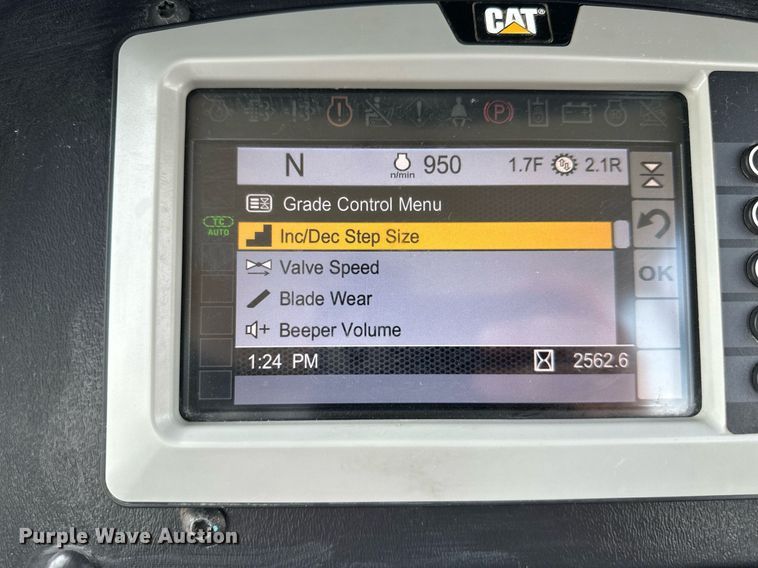 CAT®
N n/min 950 1.7F 2.1R
Grade Control Menu
TC
AUTO
Inc/Dec Step Size
Valve Speed
OK
Blade Wear
Beeper Volume
1:24 PM 2562.6
Purple Wave Auction